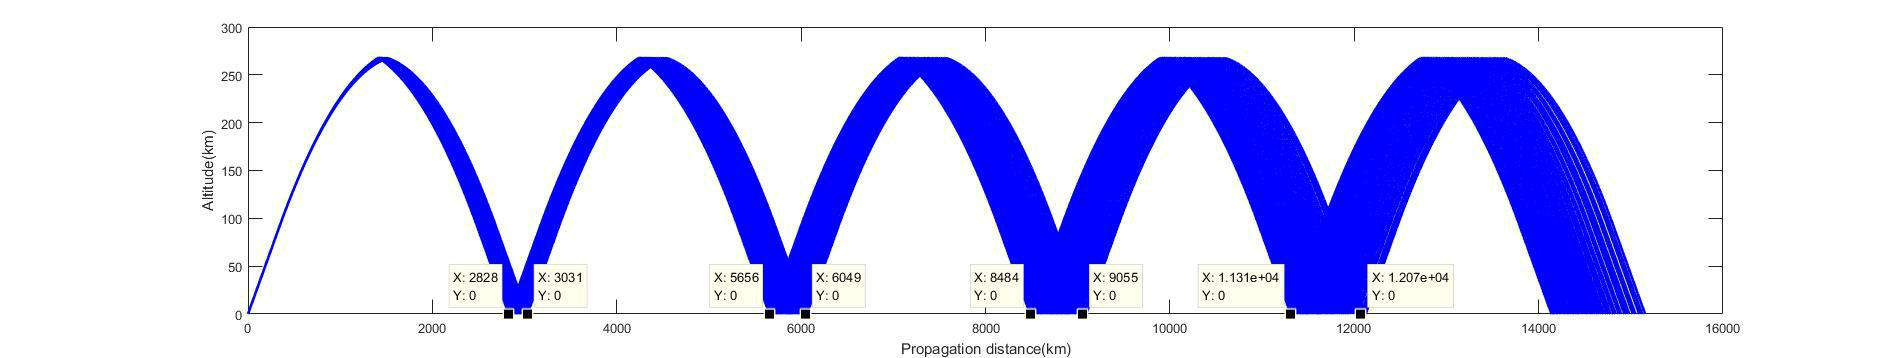 300
250
200
150
100
50
0
Altitude(km)
X: 2828
Y: 0
X: 3031
Y: 0
X: 5656
Y: 0
X: 6049
Y: 0
X: 8484
Y: 0
X: 9055
Y: 0
X: 1.131e+04
Y: 0
X: 1.207e+04
Y: 0
0 2000 4000 6000 8000 10000 12000 14000 16000
Propagation distance(km)